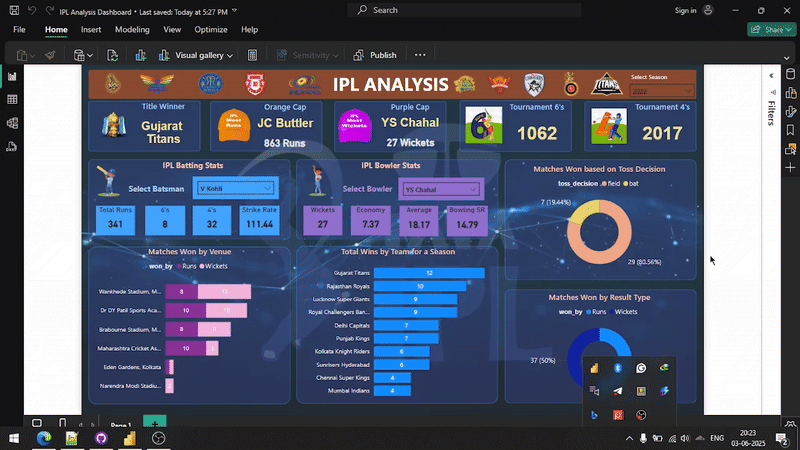 IPL Analysis Dashboard • Last saved: Today at 5:27 PM
Search
Sign in
File
Home
Insert
Modeling
View
Optimize
Help
Share
Visual gallery
Sensitivity
Publish
IPL ANALYSIS
TITANS
Select Season
2022
Title Winner
Gujarat
Titans
IPL
Most
Runs
Orange Cap
JC Buttler
863 Runs
IPL
Most
Wickets
Purple Cap
YS Chahal
27 Wickets
6
Tournament 6's
1062
4
Tournament 4's
2017
IPL Batting Stats
Select Batsman
V Kohli
Total Runs
341
6's
8
4's
32
Strike Rate
111.44
IPL Bowler Stats
Select Bowler
YS Chahal
Wickets
27
Economy
7.37
Average
18.17
Bowling SR
14.79
Matches Won based on Toss Decision
toss_decision field bat
7 (19.44%)
29 (80.56%)
Matches Won by Venue
won_by Runs Wickets
Wankhede Stadium, M...
8
Dr DY Patil Sports Aca...
10
Brabourne Stadium, M...
8
Maharashtra Cricket As...
10
Eden Gardens, Kolkata
Narendra Modi Stadiu...
Total Wins by Team for a Season
Gujarat Titans
12
Rajasthan Royals
10
Lucknow Super Giants
9
Royal Challengers Ban...
9
Delhi Capitals
7
Punjab Kings
7
Kolkata Knight Riders
6
Sunrisers Hyderabad
6
Chennai Super Kings
4
Mumbai Indians
4
Matches Won by Result Type
won_by Runs Wickets
37 (50%)
Filters
Page 1
ENG
20:23
03-06-2025
2